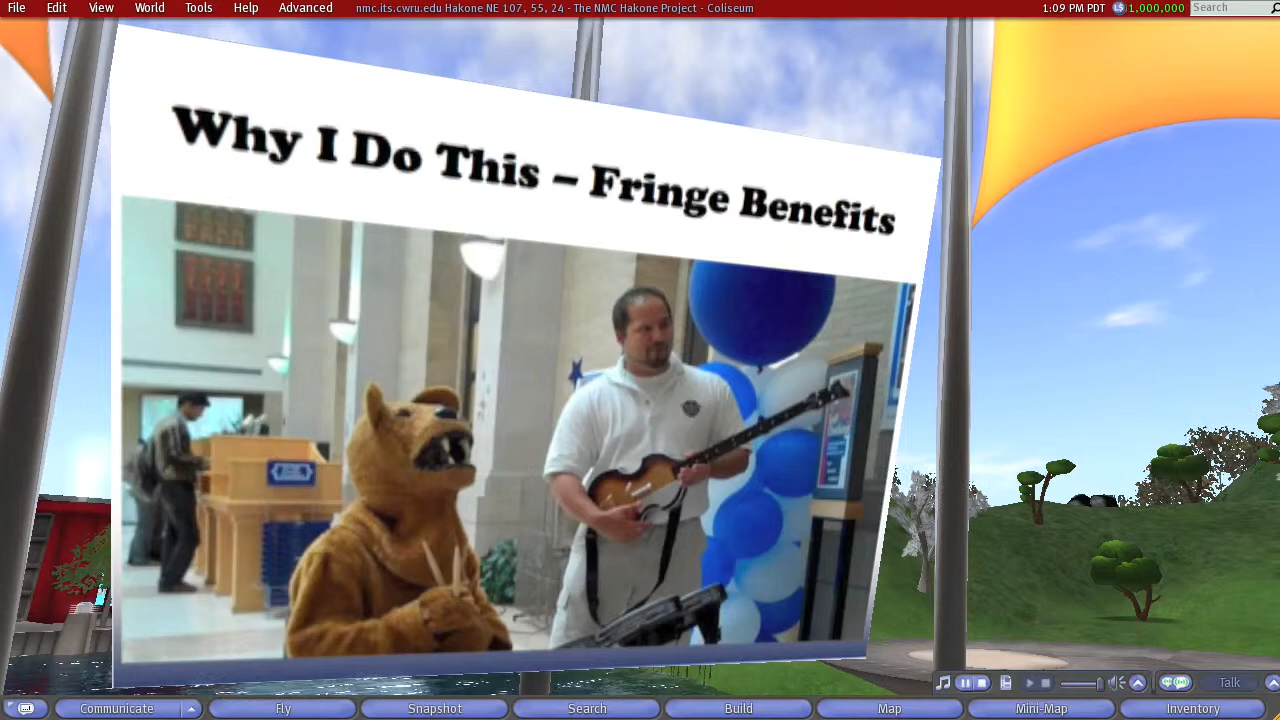 File Edit View World Tools Help Advanced nmc.its.cwru.edu Hakone NE 107, 55, 24 - The NMC Hakone Project - Coliseum 1:09 PM PDT L$ 1,000,000 Search
Why I Do This – Fringe Benefits
Talk
Communicate Fly Snapshot Search Build Map Mini-Map Inventory